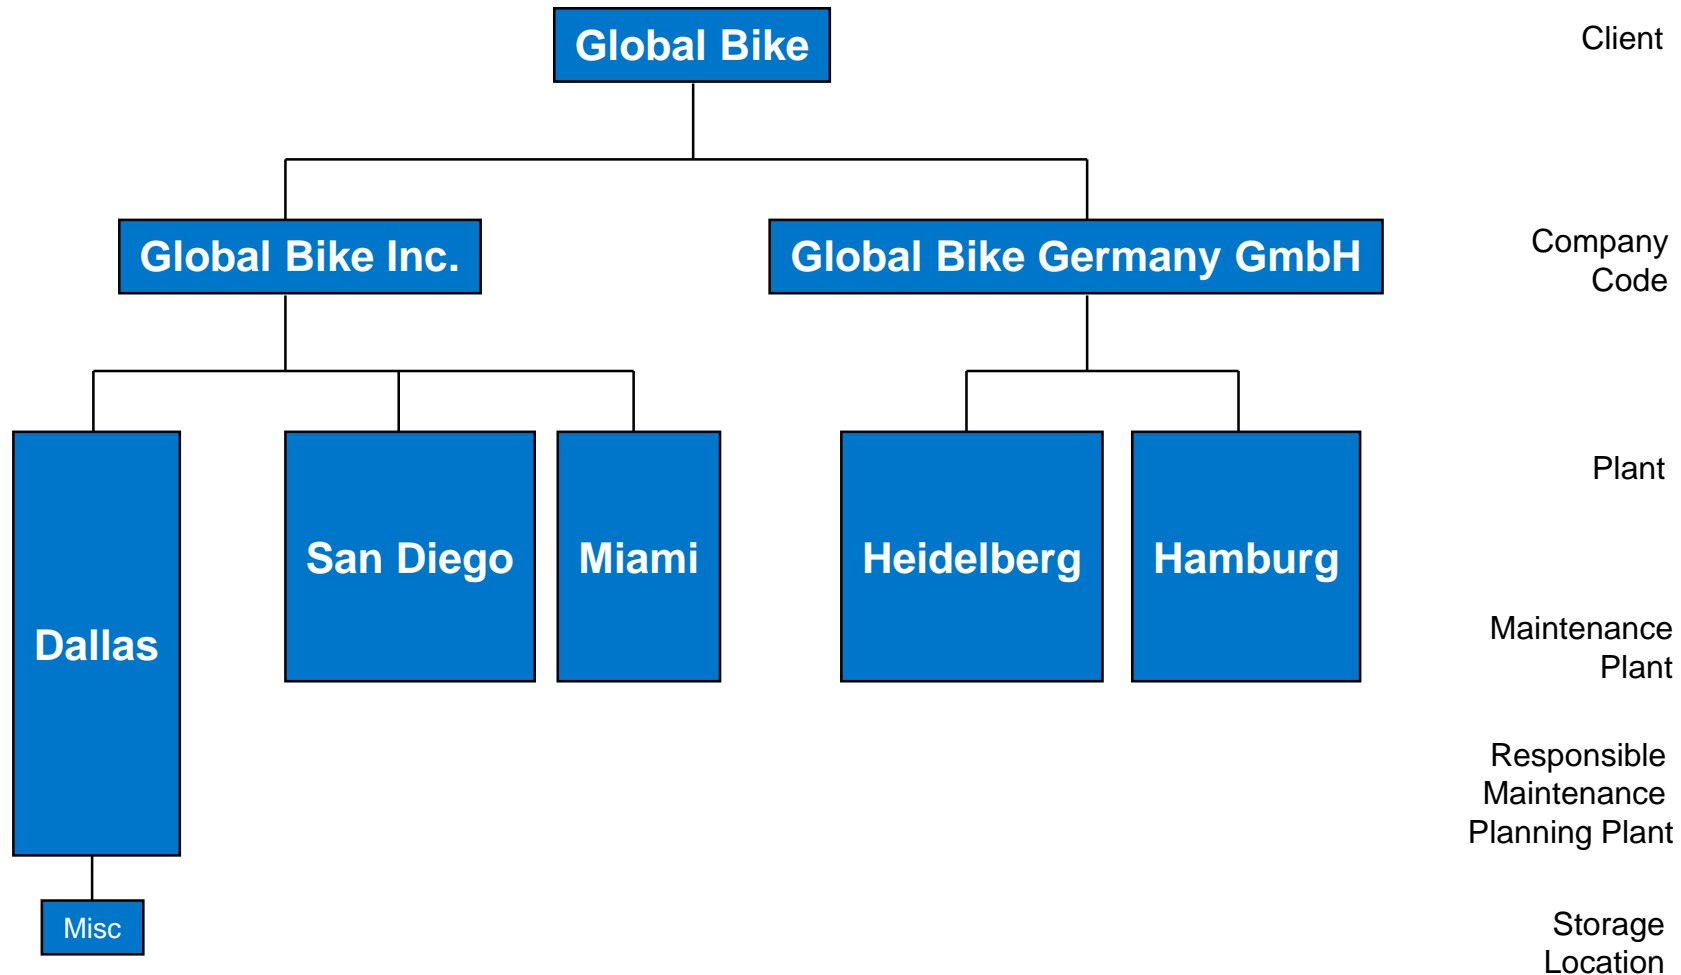 Global Bike
Client
Global Bike Inc.
Global Bike Germany GmbH
Company
Code
Plant
San Diego
Miami
Heidelberg
Hamburg
Dallas
Maintenance
Plant
Responsible
Maintenance
Planning Plant
Misc
Storage
Location